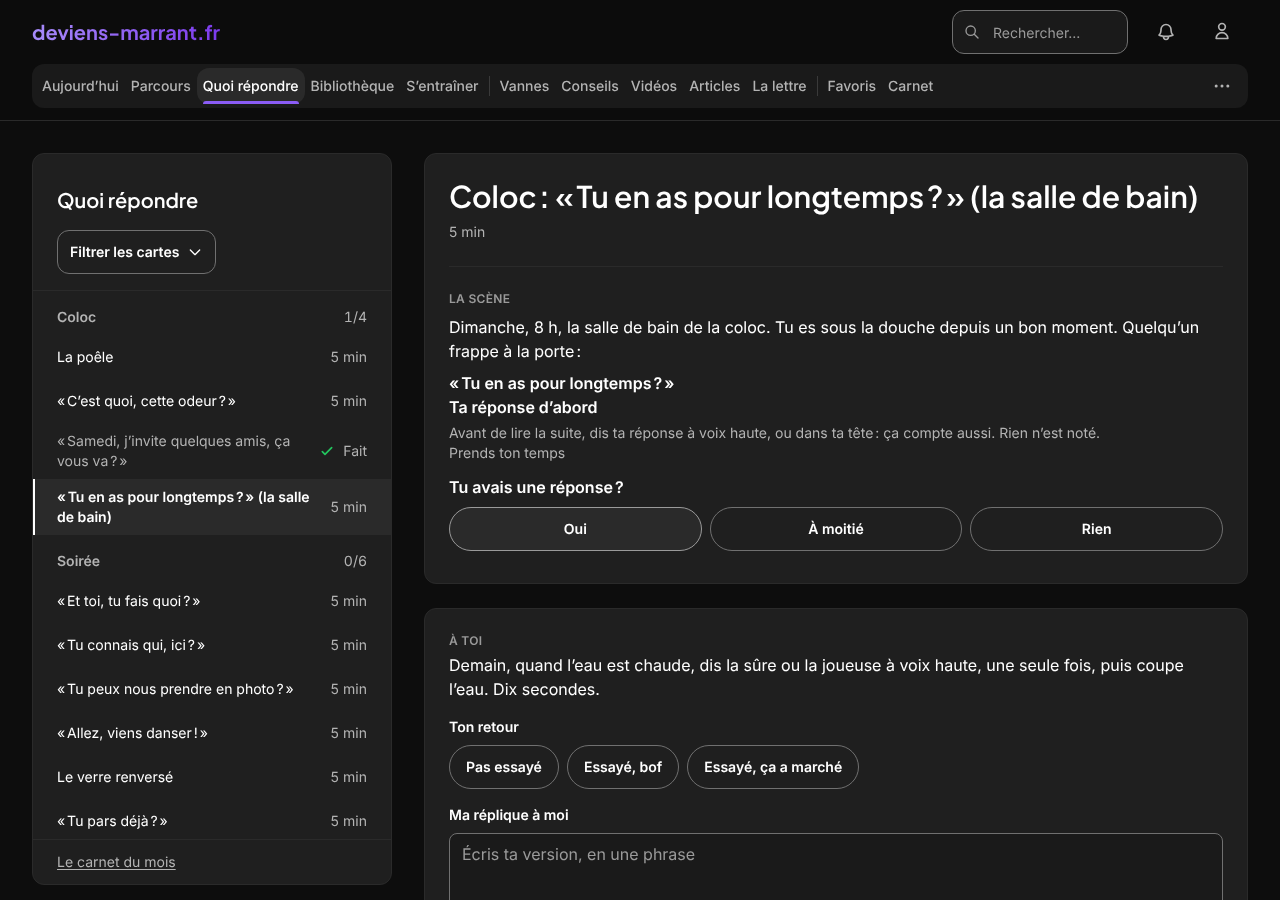 deviens-marrant.fr
Rechercher…
Aujourd’hui Parcours Quoi répondre Bibliothèque S’entraîner Vannes Conseils Vidéos Articles La lettre Favoris Carnet
Quoi répondre
Filtrer les cartes
Coloc 1/4
La poêle 5 min
« C’est quoi, cette odeur ? » 5 min
« Samedi, j’invite quelques amis, ça
vous va ? » Fait
« Tu en as pour longtemps ? » (la salle
de bain) 5 min
Soirée 0/6
« Et toi, tu fais quoi ? » 5 min
« Tu connais qui, ici ? » 5 min
« Tu peux nous prendre en photo ? » 5 min
« Allez, viens danser ! » 5 min
Le verre renversé 5 min
« Tu pars déjà ? » 5 min
Le carnet du mois
Coloc : « Tu en as pour longtemps ? » (la salle de bain)
5 min
LA SCÈNE
Dimanche, 8 h, la salle de bain de la coloc. Tu es sous la douche depuis un bon moment. Quelqu’un
frappe à la porte :
« Tu en as pour longtemps ? »
Ta réponse d’abord
Avant de lire la suite, dis ta réponse à voix haute, ou dans ta tête : ça compte aussi. Rien n’est noté.
Prends ton temps
Tu avais une réponse ?
Oui À moitié Rien
À TOI
Demain, quand l’eau est chaude, dis la sûre ou la joueuse à voix haute, une seule fois, puis coupe
l’eau. Dix secondes.
Ton retour
Pas essayé Essayé, bof Essayé, ça a marché
Ma réplique à moi
Écris ta version, en une phrase